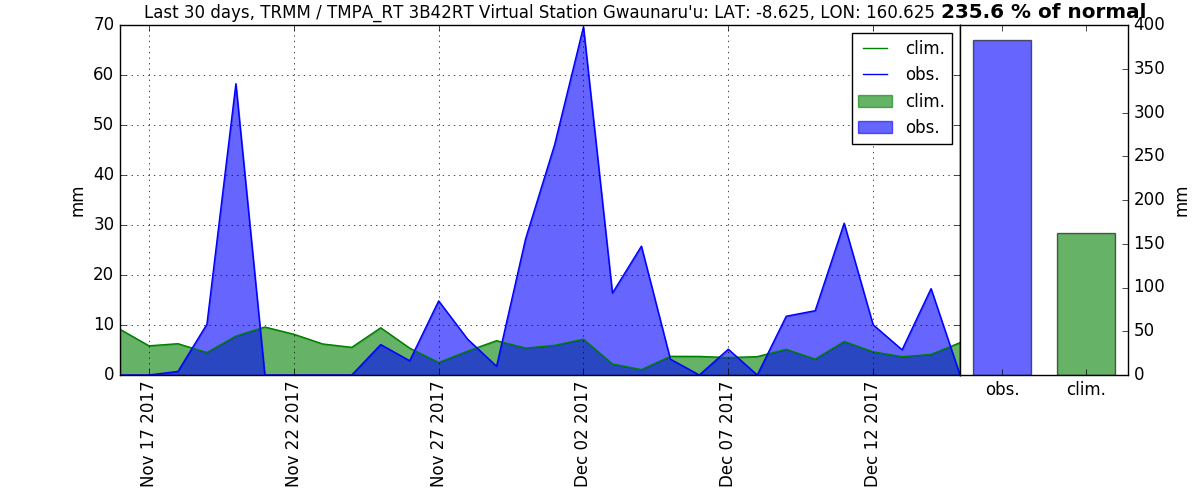 Last 30 days, TRMM / TMPA_RT 3B42RT Virtual Station Gwaunaru'u: LAT: -8.625, LON: 160.625 235.6 % of normal
70
60
50
40
30
20
10
0
mm
clim.
obs.
clim.
obs.
Nov 17 2017
Nov 22 2017
Nov 27 2017
Dec 02 2017
Dec 07 2017
Dec 12 2017
400
350
300
250
200
150
100
50
0
mm
obs.
clim.